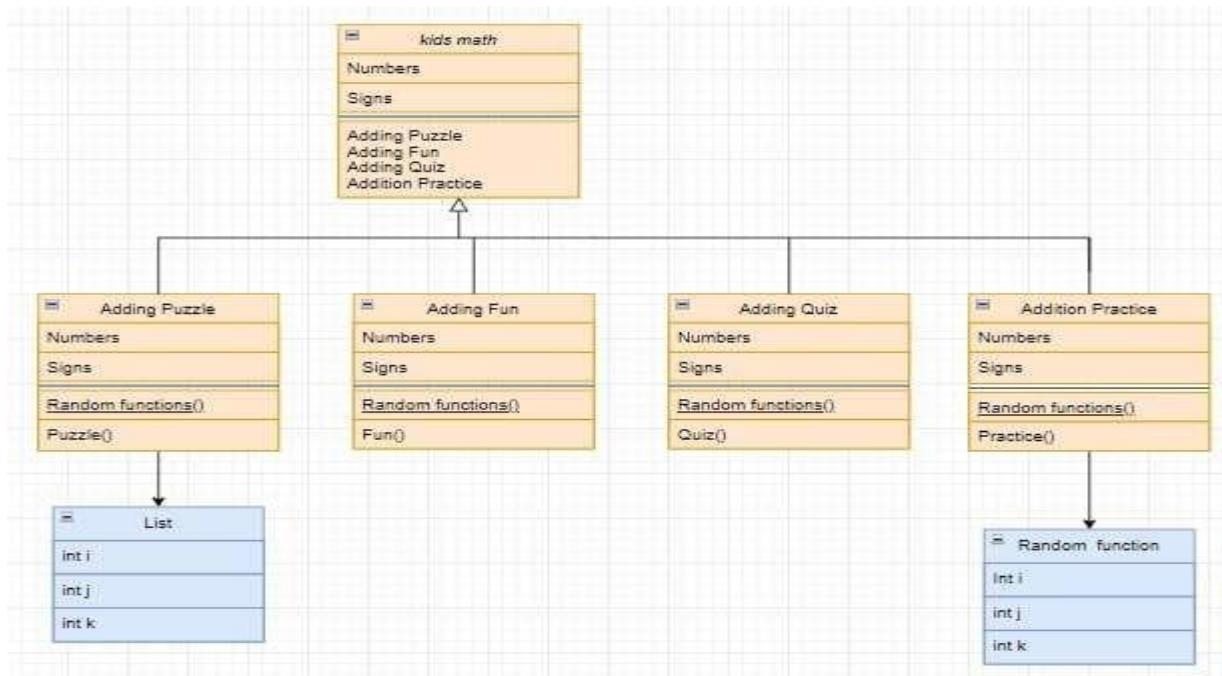 kids math
Numbers
Signs
Adding Puzzle
Adding Fun
Adding Quiz
Addition Practice
Adding Puzzle
Numbers
Signs
Random functions()
Puzzle()
Adding Fun
Numbers
Signs
Random functions()
Fun()
Adding Quiz
Numbers
Signs
Random functions()
Quiz()
Addition Practice
Numbers
Signs
Random functions()
Practice()
List
int i
int j
int k
Random function
Int i
int j
int k